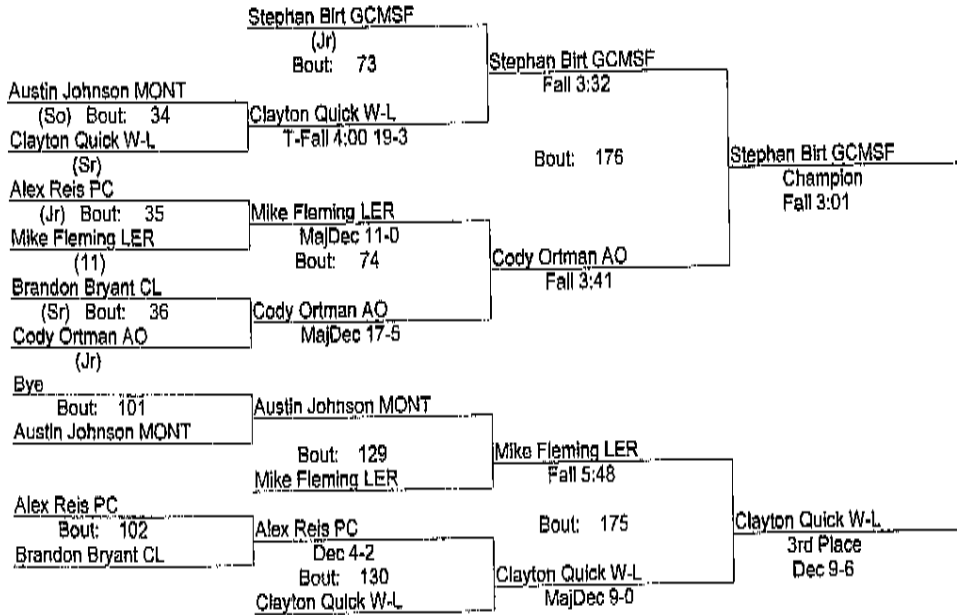 Stephan Birt GCMSF
(Jr)
Bout: 73
Stephan Birt GCMSF
Fall 3:32
Austin Johnson MONT
(So) Bout: 34
Clayton Quick W-L
(Sr)
Clayton Quick W-L
T-Fall 4:00 19-3
Bout: 176
Stephan Birt GCMSF
Champion
Fall 3:01
Alex Reis PC
(Jr) Bout: 35
Mike Fleming LER
(11)
Mike Fleming LER
MajDec 11-0
Bout: 74
Cody Ortman AO
Fall 3:41
Brandon Bryant CL
(Sr) Bout: 36
Cody Ortman AO
(Jr)
Cody Ortman AO
MajDec 17-5
Bye
Bout: 101
Austin Johnson MONT
Austin Johnson MONT
Bout: 129
Mike Fleming LER
Mike Fleming LER
Fall 5:48
Alex Reis PC
Bout: 102
Brandon Bryant CL
Alex Reis PC
Dec 4-2
Bout: 130
Clayton Quick W-L
Bout: 175
Clayton Quick W-L
MajDec 9-0
Clayton Quick W-L
3rd Place
Dec 9-6